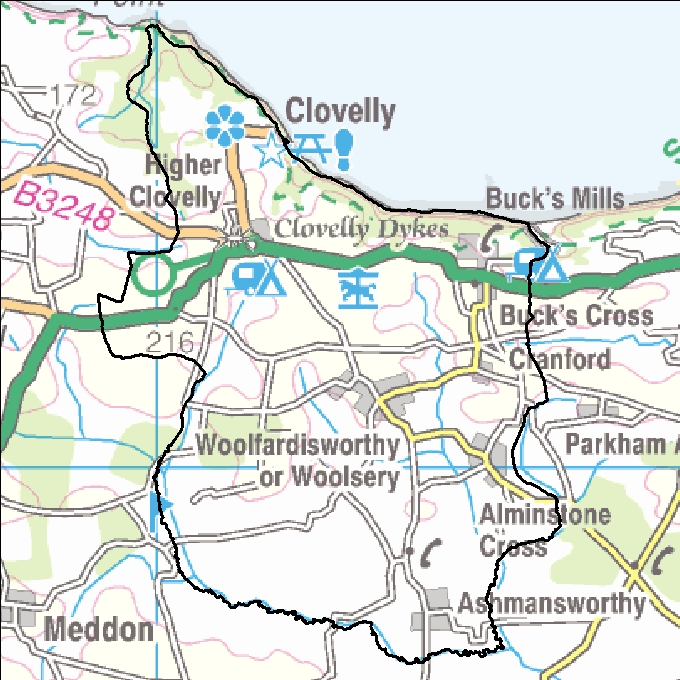 Point
172
Clovelly
Higher
Clovelly
B3248
Buck's Mills
Clovelly Dykes
216
Buck's Cross
Cranford
Woolfardisworthy
or Woolsery
Parkham A
Alminstone
Cross
Ashmansworthy
Meddon